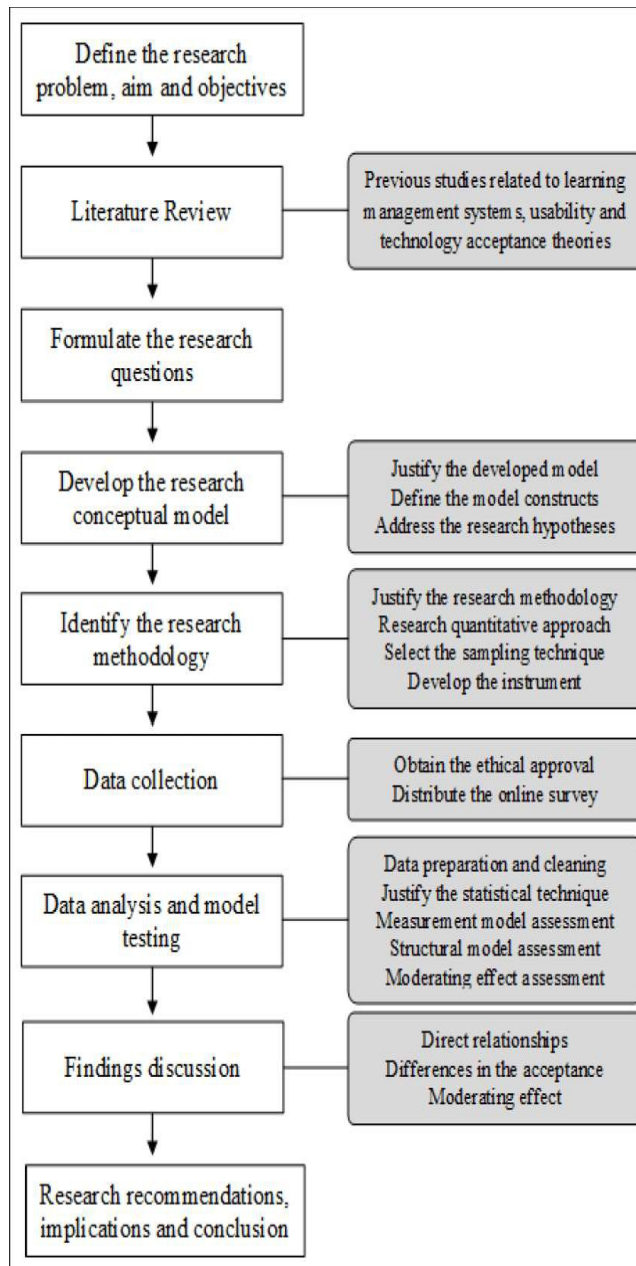 Define the research
problem, aim and objectives
Literature Review
Previous studies related to learning
management systems, usability and
technology acceptance theories
Formulate the research
questions
Develop the research
conceptual model
Justify the developed model
Define the model constructs
Address the research hypotheses
Identify the research
methodology
Justify the research methodology
Research quantitative approach
Select the sampling technique
Develop the instrument
Data collection
Obtain the ethical approval
Distribute the online survey
Data analysis and model
testing
Data preparation and cleaning
Justify the statistical technique
Measurement model assessment
Structural model assessment
Moderating effect assessment
Findings discussion
Direct relationships
Differences in the acceptance
Moderating effect
Research recommendations,
implications and conclusion